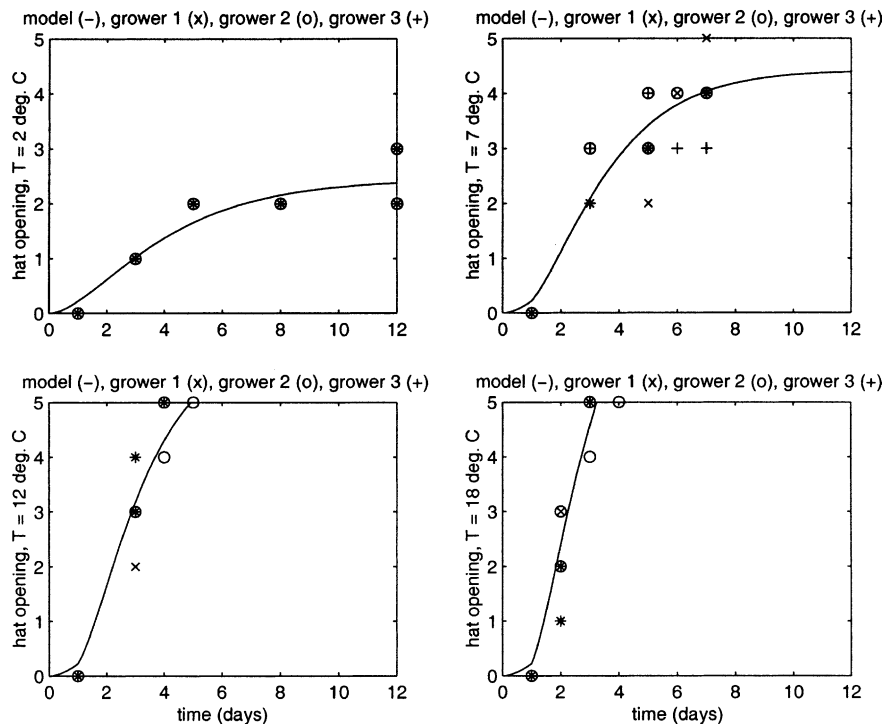 model (−), grower 1 (x), grower 2 (o), grower 3 (+)
hat opening, T = 2 deg. C
5
4
3
2
1
0
0 2 4 6 8 10 12
model (−), grower 1 (x), grower 2 (o), grower 3 (+)
hat opening, T = 7 deg. C
5
4
3
2
1
0
0 2 4 6 8 10 12
model (−), grower 1 (x), grower 2 (o), grower 3 (+)
hat opening, T = 12 deg. C
5
4
3
2
1
0
0 2 4 6 8 10 12
time (days)
model (−), grower 1 (x), grower 2 (o), grower 3 (+)
hat opening, T = 18 deg. C
5
4
3
2
1
0
0 2 4 6 8 10 12
time (days)